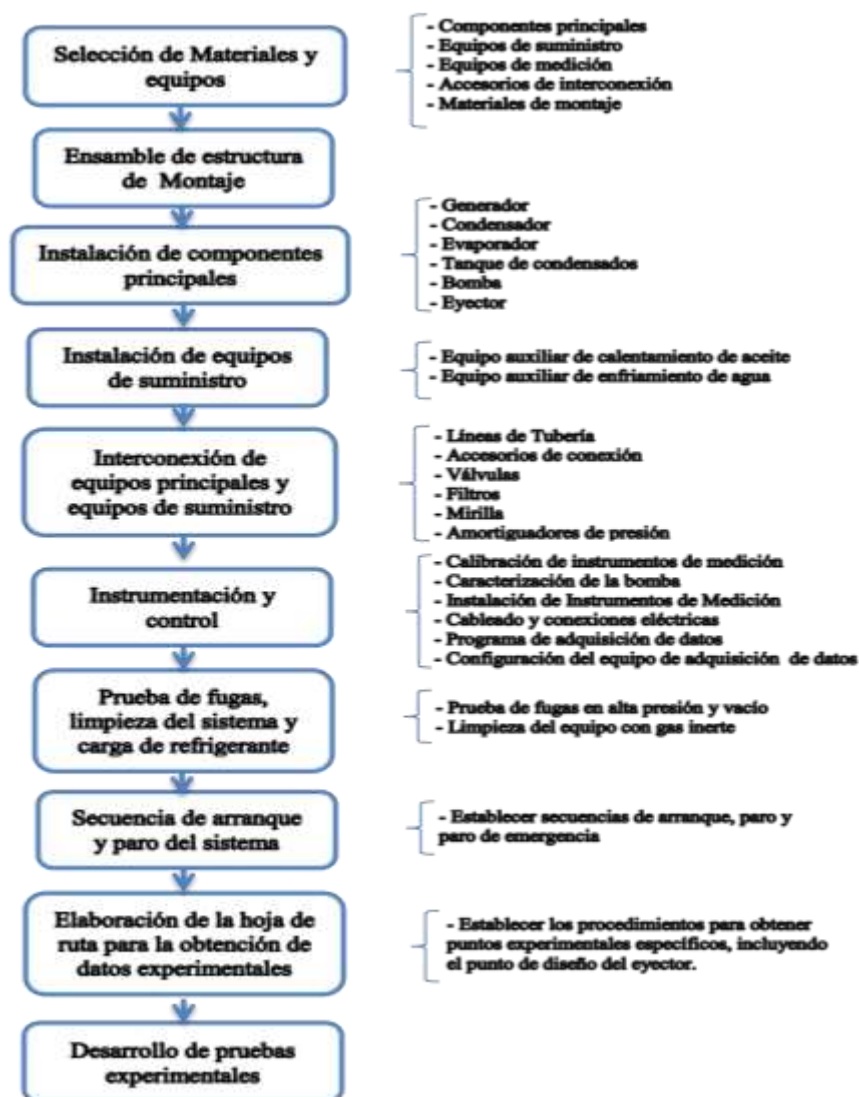 Selección de Materiales y
equipos
- Componentes principales
- Equipos de suministro
- Equipos de medición
- Accesorios de interconexión
- Materiales de montaje
Ensamble de estructura
de Montaje
Instalación de componentes
principales
- Generador
- Condensador
- Evaporador
- Tanque de condensados
- Bomba
- Eyector
Instalación de equipos
de suministro
- Equipo auxiliar de calentamiento de aceite
- Equipo auxiliar de enfriamiento de agua
Interconexión de
equipos principales y
equipos de suministro
- Líneas de Tubería
- Accesorios de conexión
- Válvulas
- Filtros
- Mirilla
- Amortiguadores de presión
Instrumentación y
control
- Calibración de instrumentos de medición
- Caracterización de la bomba
- Instalación de Instrumentos de Medición
- Cableado y conexiones eléctricas
- Programa de adquisición de datos
- Configuración del equipo de adquisición de datos
Prueba de fugas,
limpieza del sistema y
carga de refrigerante
- Prueba de fugas en alta presión y vacío
- Limpieza del equipo con gas inerte
Secuencia de arranque
y paro del sistema
- Establecer secuencias de arranque, paro y
paro de emergencia
Elaboración de la hoja de
ruta para la obtención de
datos experimentales
- Establecer los procedimientos para obtener
puntos experimentales específicos, incluyendo
el punto de diseño del eyector.
Desarrollo de pruebas
experimentales